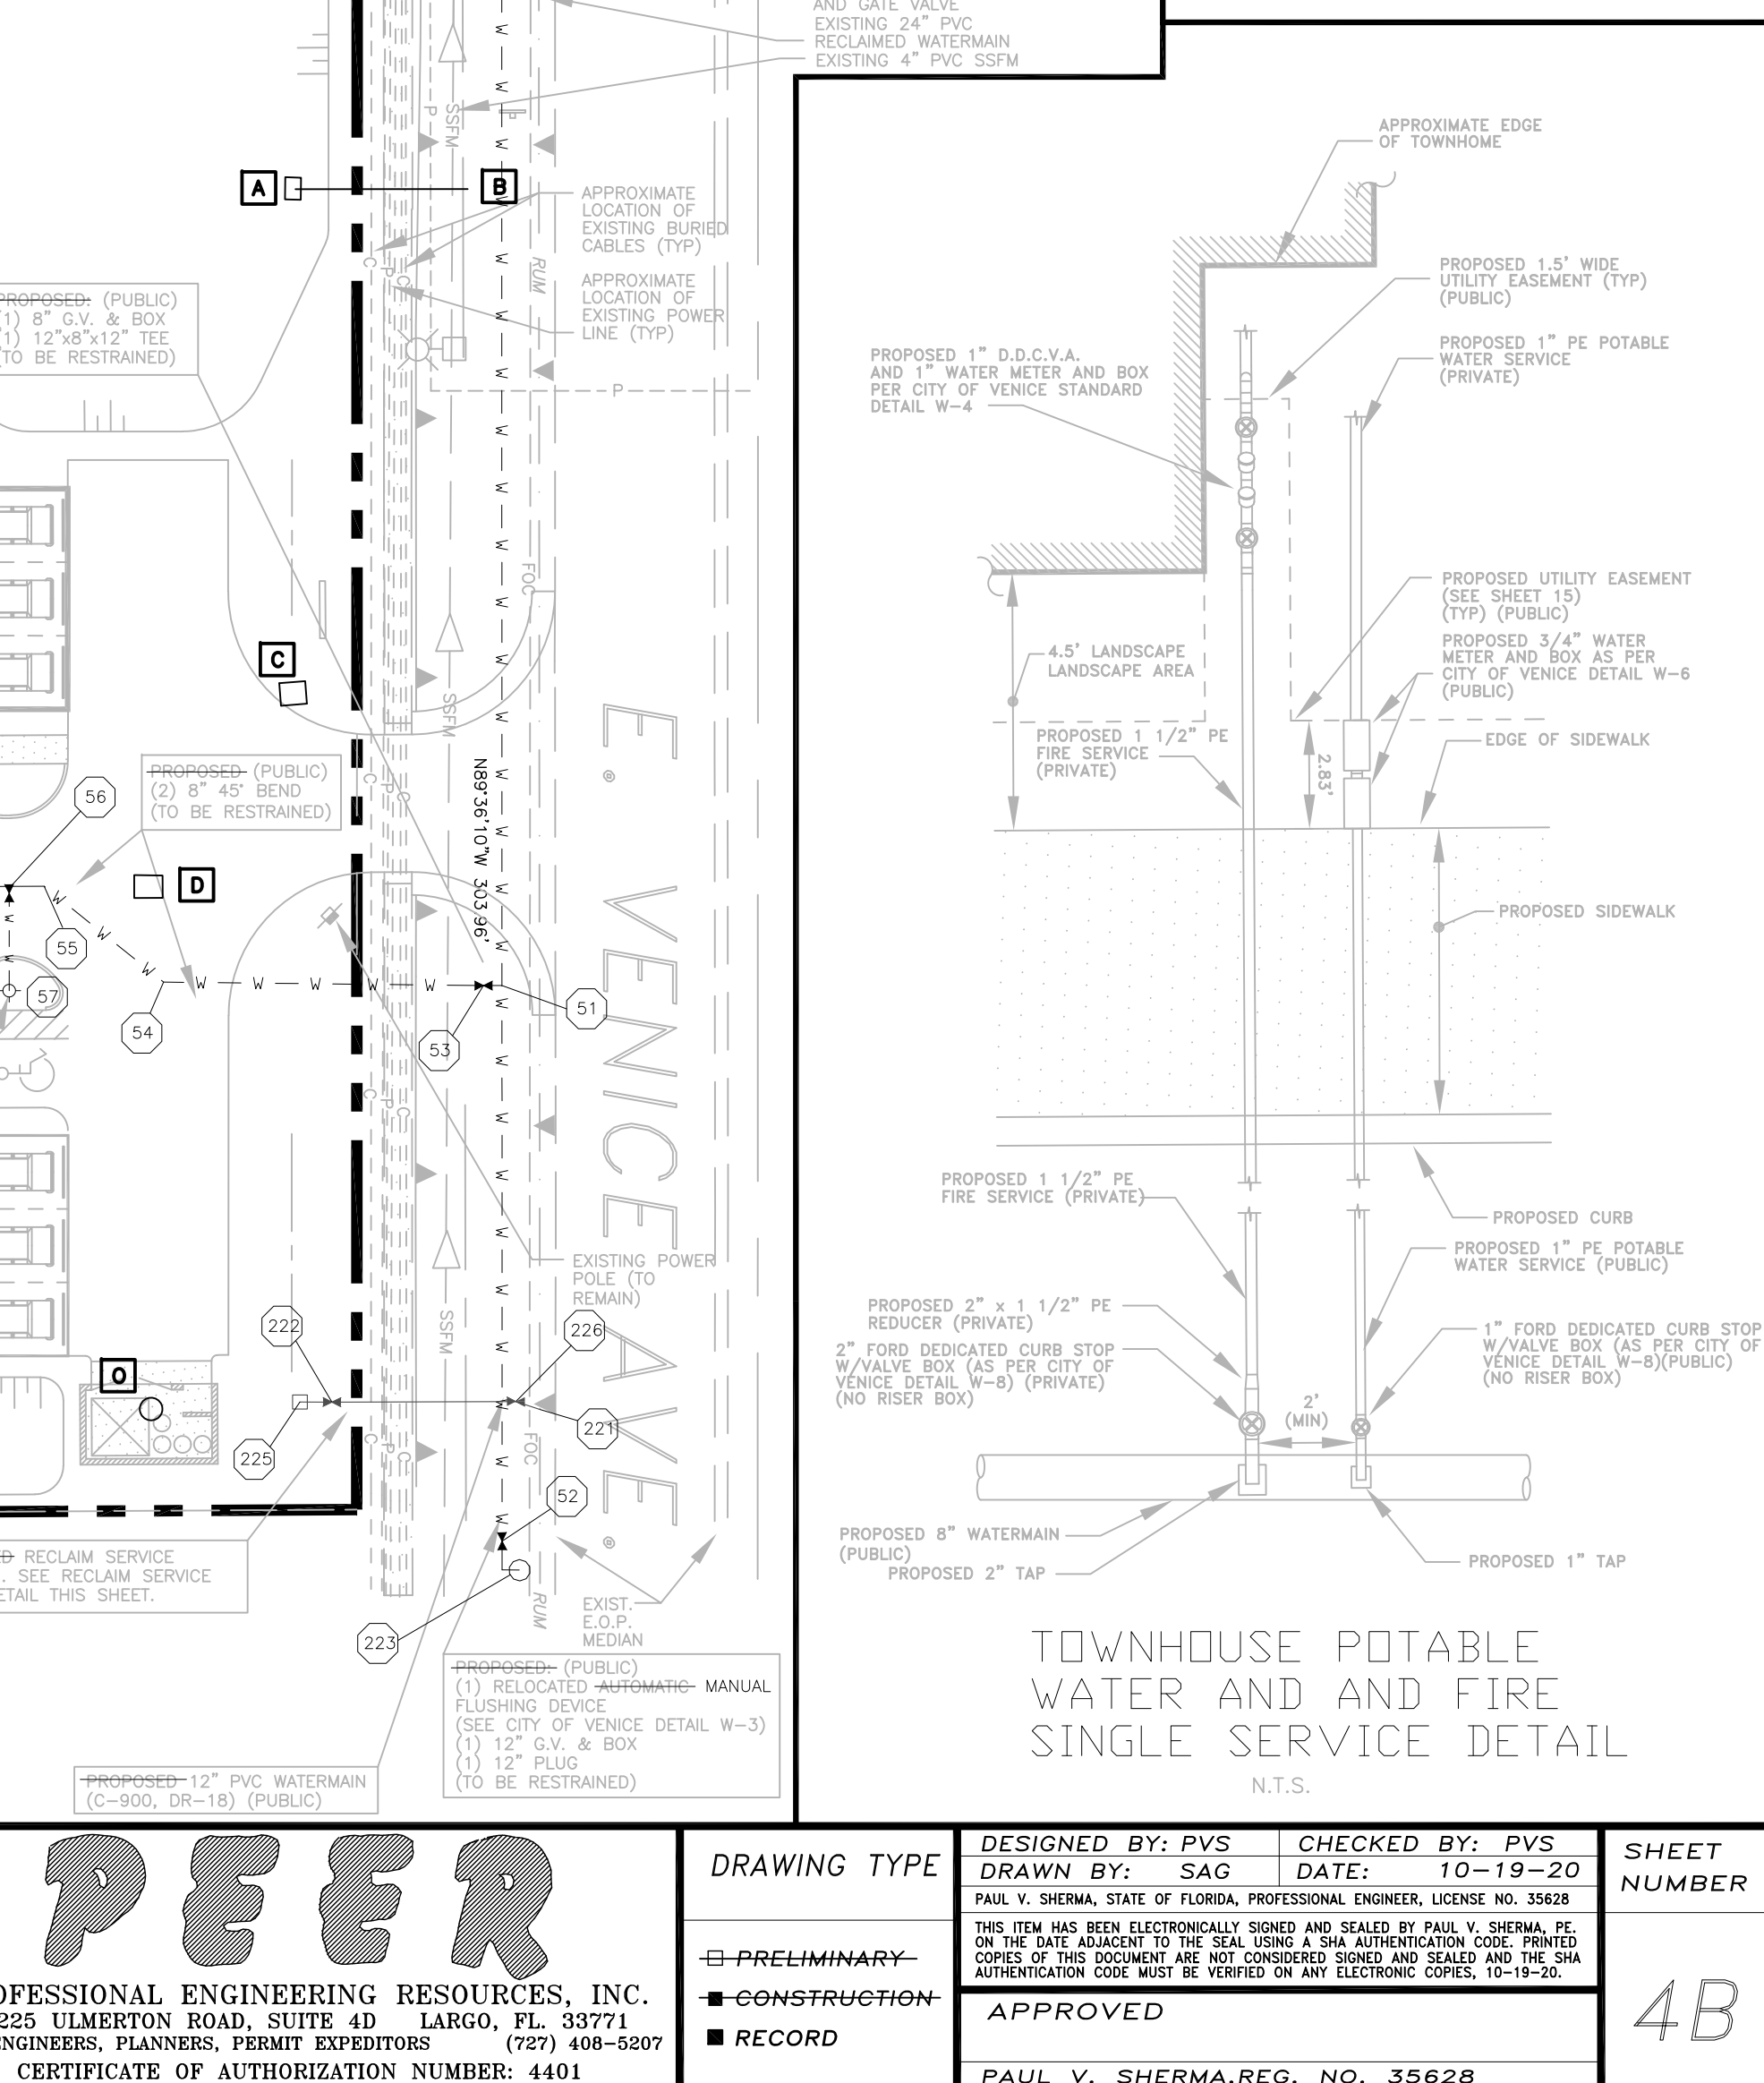 AND GATE VALVE
EXISTING 24" PVC
RECLAIMED WATERMAIN
EXISTING 4" PVC SSFM
A
B
P
SSFM
APPROXIMATE
LOCATION OF
EXISTING BURIED
CABLES (TYP)
C
P
C
RUM
APPROXIMATE
LOCATION OF
EXISTING POWER
LINE (TYP)
P
PROPOSED: (PUBLIC)
1) 8" G.V. & BOX
1) 12"x8"x12" TEE
(TO BE RESTRAINED)
FOC
C
SSFM
PROPOSED (PUBLIC)
(2) 8" 45° BEND
(TO BE RESTRAINED)
56
D
55
57
54
N89°36'10"W 303.96'
53
51
E. VENICE AVE.
C
P
C
W W W W W
EXISTING POWER
POLE (TO
REMAIN)
SSFM
222
226
O
225
221
FOC
52
RUM
223
EXIST.
E.O.P.
MEDIAN
D RECLAIM SERVICE
. SEE RECLAIM SERVICE
ETAIL THIS SHEET.
PROPOSED: (PUBLIC)
(1) RELOCATED AUTOMATIC MANUAL
FLUSHING DEVICE
(SEE CITY OF VENICE DETAIL W-3)
(1) 12" G.V. & BOX
(1) 12" PLUG
(TO BE RESTRAINED)
PROPOSED 12" PVC WATERMAIN
(C-900, DR-18) (PUBLIC)
APPROXIMATE EDGE
OF TOWNHOME
PROPOSED 1.5' WIDE
UTILITY EASEMENT (TYP)
(PUBLIC)
PROPOSED 1" PE POTABLE
WATER SERVICE
(PRIVATE)
PROPOSED 1" D.D.C.V.A.
AND 1" WATER METER AND BOX
PER CITY OF VENICE STANDARD
DETAIL W-4
PROPOSED UTILITY EASEMENT
(SEE SHEET 15)
(TYP) (PUBLIC)
PROPOSED 3/4" WATER
METER AND BOX AS PER
CITY OF VENICE DETAIL W-6
(PUBLIC)
4.5' LANDSCAPE
LANDSCAPE AREA
PROPOSED 1 1/2" PE
FIRE SERVICE
(PRIVATE)
2.83'
EDGE OF SIDEWALK
PROPOSED SIDEWALK
PROPOSED 1 1/2" PE
FIRE SERVICE (PRIVATE)
PROPOSED CURB
PROPOSED 1" PE POTABLE
WATER SERVICE (PUBLIC)
PROPOSED 2" x 1 1/2" PE
REDUCER (PRIVATE)
2" FORD DEDICATED CURB STOP
W/VALVE BOX (AS PER CITY OF
VENICE DETAIL W-8) (PRIVATE)
(NO RISER BOX)
1" FORD DEDICATED CURB STOP
W/VALVE BOX (AS PER CITY OF
VENICE DETAIL W-8)(PUBLIC)
(NO RISER BOX)
2'
(MIN)
PROPOSED 8" WATERMAIN
(PUBLIC)
PROPOSED 2" TAP
PROPOSED 1" TAP
TOWNHOUSE POTABLE
WATER AND AND FIRE
SINGLE SERVICE DETAIL
N.T.S.
PEER
OFESSIONAL ENGINEERING RESOURCES, INC.
225 ULMERTON ROAD, SUITE 4D LARGO, FL. 33771
NGINEERS, PLANNERS, PERMIT EXPEDITORS (727) 408-5207
CERTIFICATE OF AUTHORIZATION NUMBER: 4401
DRAWING TYPE
PRELIMINARY
CONSTRUCTION
RECORD
DESIGNED BY: PVS CHECKED BY: PVS
DRAWN BY: SAG DATE: 10-19-20
PAUL V. SHERMA, STATE OF FLORIDA, PROFESSIONAL ENGINEER, LICENSE NO. 35628
THIS ITEM HAS BEEN ELECTRONICALLY SIGNED AND SEALED BY PAUL V. SHERMA, PE.
ON THE DATE ADJACENT TO THE SEAL USING A SHA AUTHENTICATION CODE. PRINTED
COPIES OF THIS DOCUMENT ARE NOT CONSIDERED SIGNED AND SEALED AND THE SHA
AUTHENTICATION CODE MUST BE VERIFIED ON ANY ELECTRONIC COPIES, 10-19-20.
APPROVED
PAUL V. SHERMA,REG. NO. 35628
SHEET
NUMBER
4B